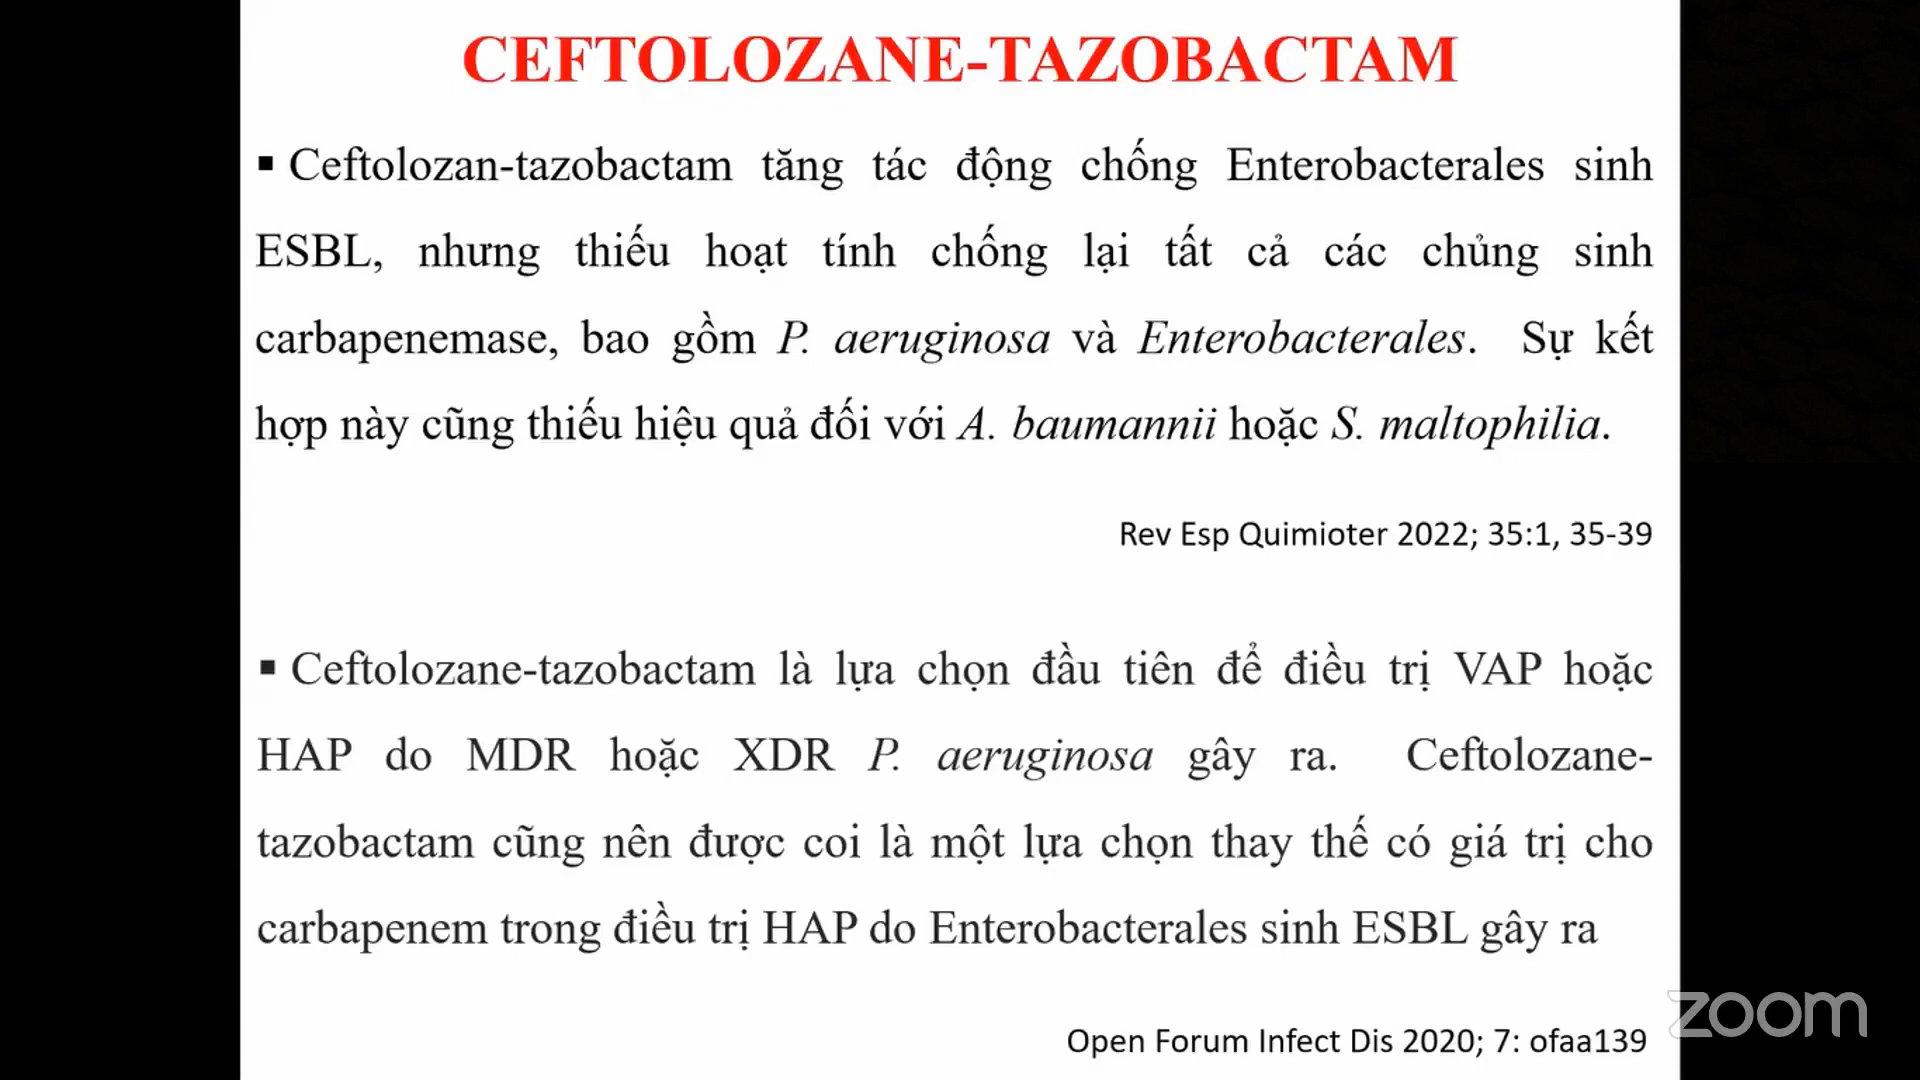 CEFTOLOZANE-TAZOBACTAM
▪ Ceftolozan-tazobactam tăng tác động chống Enterobacterales sinh
ESBL, nhưng thiếu hoạt tính chống lại tất cả các chủng sinh
carbapenemase, bao gồm P. aeruginosa và Enterobacterales. Sự kết
hợp này cũng thiếu hiệu quả đối với A. baumannii hoặc S. maltophilia.
Rev Esp Quimioter 2022; 35:1, 35-39
▪ Ceftolozane-tazobactam là lựa chọn đầu tiên để điều trị VAP hoặc
HAP do MDR hoặc XDR P. aeruginosa gây ra. Ceftolozane-
tazobactam cũng nên được coi là một lựa chọn thay thế có giá trị cho
carbapenem trong điều trị HAP do Enterobacterales sinh ESBL gây ra
Open Forum Infect Dis 2020; 7: ofaa139
zoom